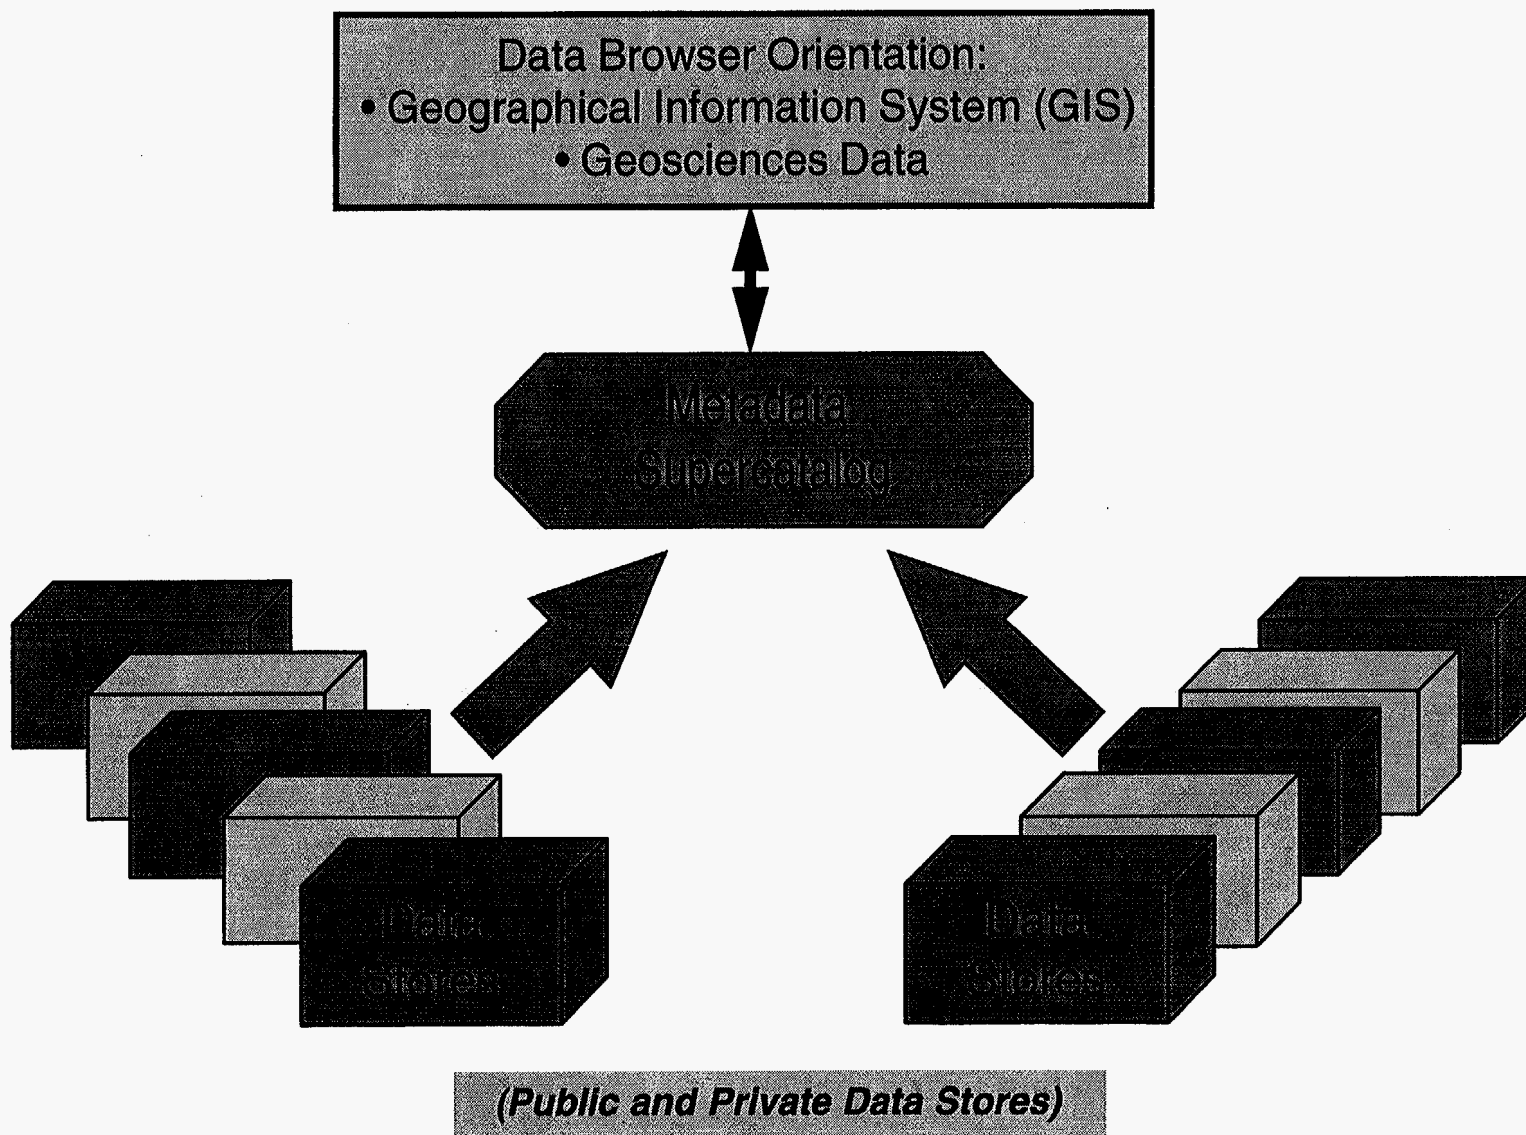 Data Browser Orientation:
• Geographical Information System (GIS)
• Geosciences Data
Metadata
Supercatalog
Data
Stores
Data
Stores
(Public and Private Data Stores)